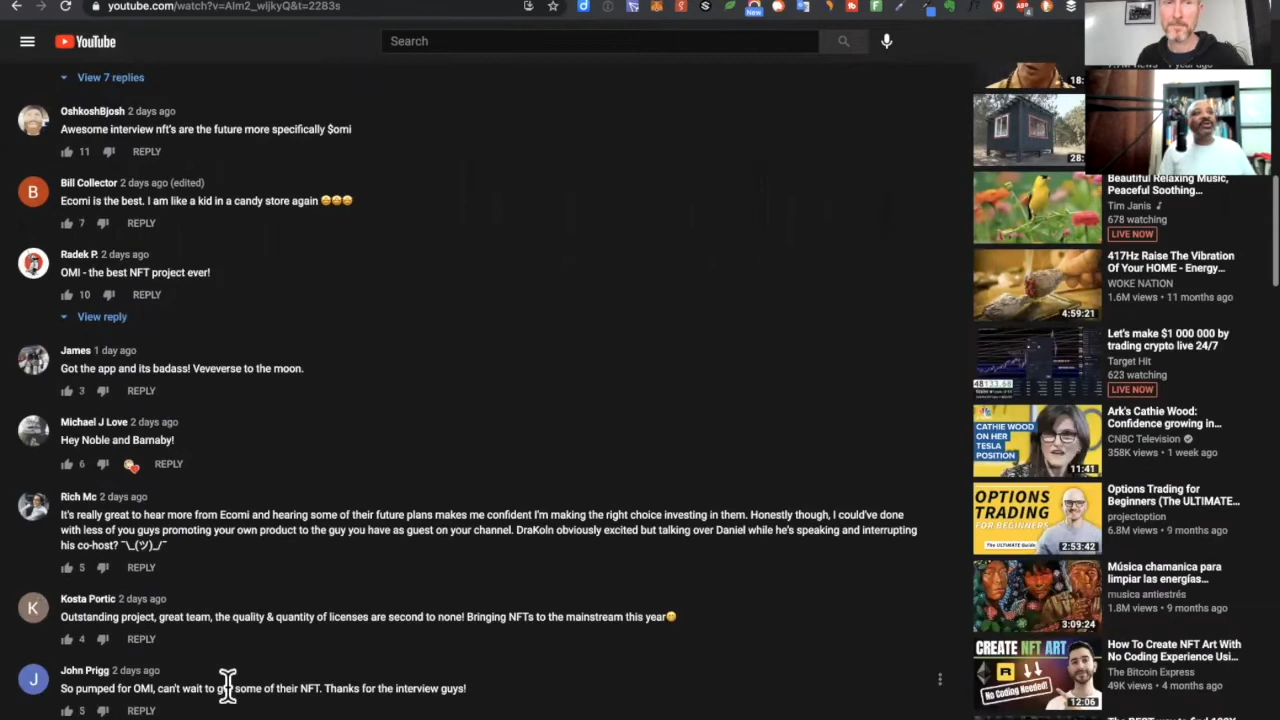 youtube.com/watch?v=AIm2_wljkyQ&t=2283s
New
4
YouTube
Search
View 7 replies
OshkoshBjosh 2 days ago
Awesome interview nft's are the future more specifically $omi
11 REPLY
B
Bill Collector 2 days ago (edited)
Ecomi is the best. I am like a kid in a candy store again 🤩🤩🤩
7 REPLY
Radek P. 2 days ago
OMI - the best NFT project ever!
10 REPLY
View reply
James 1 day ago
Got the app and its badass! Veveverse to the moon.
3 REPLY
Michael J Love 2 days ago
Hey Noble and Barnaby!
6 REPLY
Rich Mc 2 days ago
It's really great to hear more from Ecomi and hearing some of their future plans makes me confident I'm making the right choice investing in them. Honestly though, I could've done
with less of you guys promoting your own product to the guy you have as guest on your channel. DraKoln obviously excited but talking over Daniel while he's speaking and interrupting
his co-host? ¯\_(ツ)_/¯
5 REPLY
K
Kosta Portic 2 days ago
Outstanding project, great team, the quality & quantity of licenses are second to none! Bringing NFTs to the mainstream this year
4 REPLY
J
John Prigg 2 days ago
So pumped for OMI, can't wait to get some of their NFT. Thanks for the interview guys!
5 REPLY
18:
28:
Beautiful Relaxing Music,
Peaceful Soothing...
Tim Janis
678 watching
LIVE NOW
417Hz Raise The Vibration
Of Your HOME - Energy...
WOKE NATION
1.6M views • 11 months ago
4:59:21
Let's make $1 000 000 by
trading crypto live 24/7
Target Hit
623 watching
LIVE NOW
Ark's Cathie Wood:
Confidence growing in...
CNBC Television
358K views • 1 week ago
CATHIE WOOD
ON HER
TESLA
POSITION
11:41
Options Trading for
Beginners (The ULTIMATE...
projectoption
6.8M views • 9 months ago
OPTIONS
TRADING
FOR BEGINNERS
The ULTIMATE Guide
2:53:42
Música chamanica para
limpiar las energías...
musica antiestrés
1.8M views • 9 months ago
3:09:24
How To Create NFT Art With
No Coding Experience Usi...
The Bitcoin Express
49K views • 4 months ago
CREATE NFT ART
R
No Coding Needed!
12:06